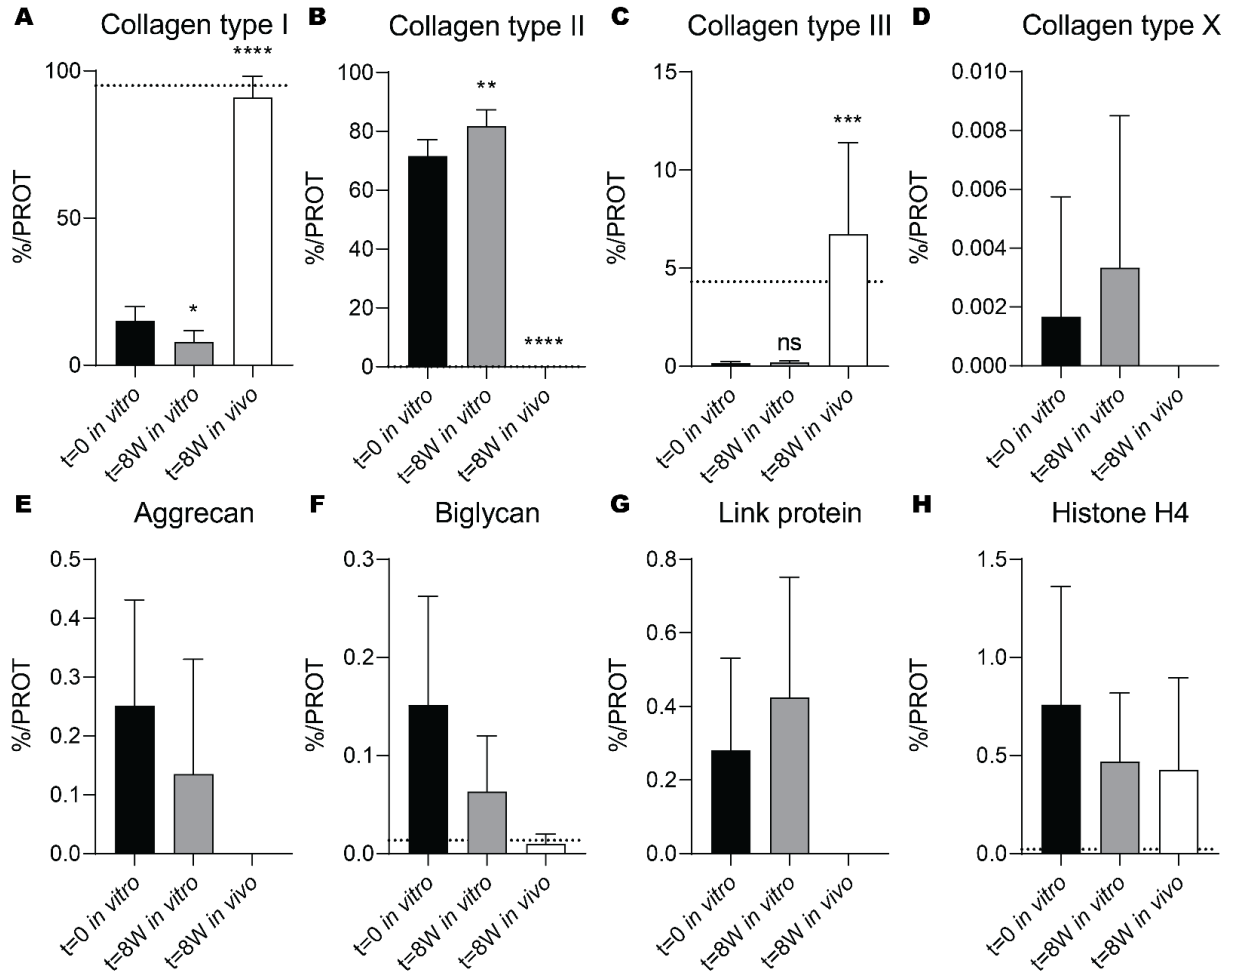 A Collagen type I
****
100
50
0
%/PROT
t=0 in vitro
t=8W in vitro
t=8W in vivo
*
B Collagen type II
100
80
60
40
20
0
%/PROT
**
****
t=0 in vitro
t=8W in vitro
t=8W in vivo
C Collagen type III
15
10
5
0
%/PROT
***
ns
t=0 in vitro
t=8W in vitro
t=8W in vivo
D Collagen type X
0.010
0.008
0.006
0.004
0.002
0.000
%/PROT
t=0 in vitro
t=8W in vitro
t=8W in vivo
E Aggrecan
0.5
0.4
0.3
0.2
0.1
0.0
%/PROT
t=0 in vitro
t=8W in vitro
t=8W in vivo
F Biglycan
0.3
0.2
0.1
0.0
%/PROT
t=0 in vitro
t=8W in vitro
t=8W in vivo
G Link protein
0.8
0.6
0.4
0.2
0.0
%/PROT
t=0 in vitro
t=8W in vitro
t=8W in vivo
H Histone H4
1.5
1.0
0.5
0.0
%/PROT
t=0 in vitro
t=8W in vitro
t=8W in vivo